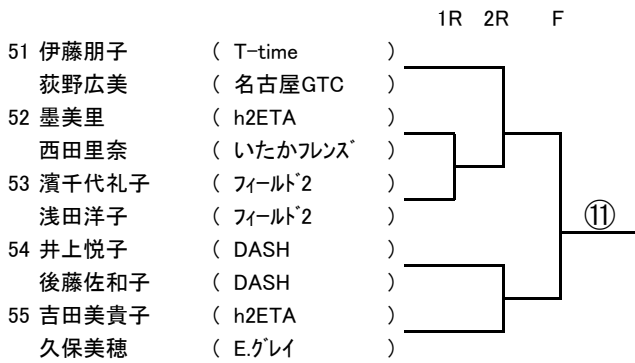 1R 2R F
51 伊藤朋子 ( T-time )
荻野広美 ( 名古屋GTC )
52 墨美里 ( h2ETA )
西田里奈 ( いたかﾌﾚﾝｽﾞ )
53 濱千代礼子 ( ﾌィーﾙﾄﾞ2 )
浅田洋子 ( ﾌィーﾙﾄﾞ2 )
54 井上悦子 ( DASH )
後藤佐和子 ( DASH )
⑪
55 吉田美貴子 ( h2ETA )
久保美穂 ( E.ｸﾞﾚｲ )